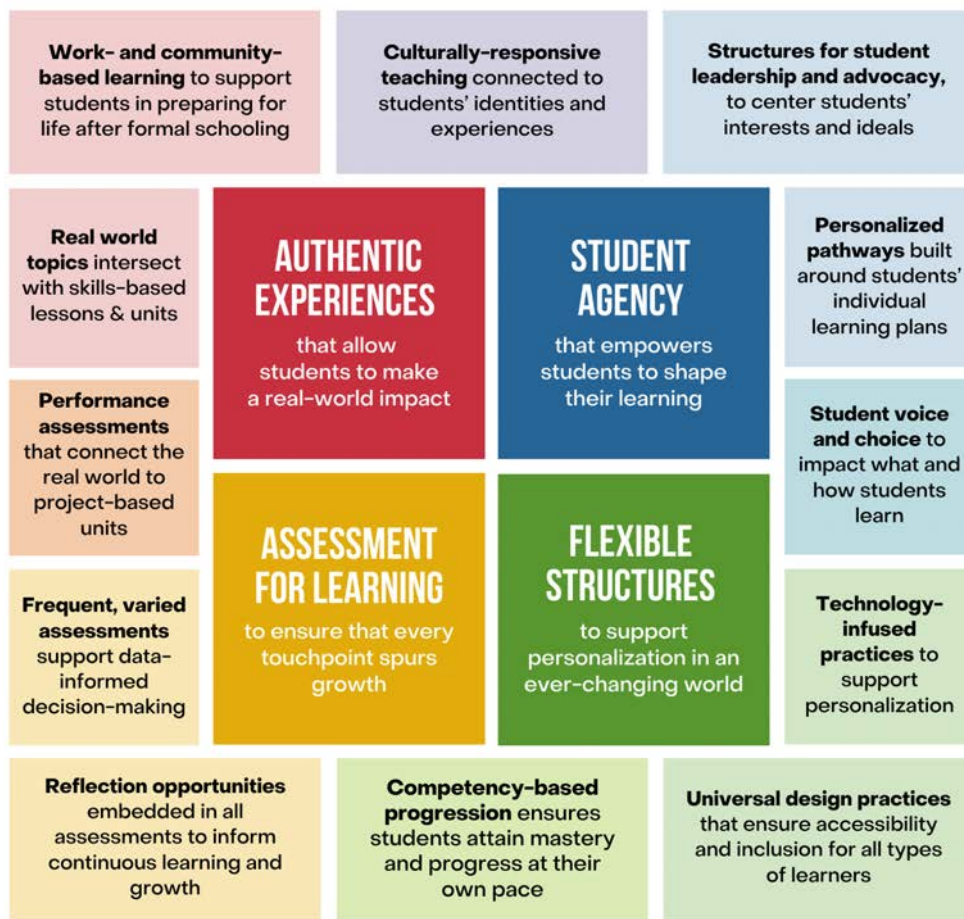 Work- and community-
based learning to support
students in preparing for
life after formal schooling
Culturally-responsive
teaching connected to
students' identities and
experiences
Structures for student
leadership and advocacy,
to center students'
interests and ideals
Real world
topics intersect
with skills-based
lessons & units
AUTHENTIC
EXPERIENCES
that allow
students to make
a real-world impact
STUDENT
AGENCY
that empowers
students to shape
their learning
Personalized
pathways built
around students'
individual
learning plans
Performance
assessments
that connect the
real world to
project-based
units
Student voice
and choice to
impact what and
how students
learn
ASSESSMENT
FOR LEARNING
to ensure that every
touchpoint spurs
growth
FLEXIBLE
STRUCTURES
to support
personalization in an
ever-changing world
Frequent, varied
assessments
support data-
informed
decision-making
Technology-
infused
practices to
support
personalization
Reflection opportunities
embedded in all
assessments to inform
continuous learning and
growth
Competency-based
progression ensures
students attain mastery
and progress at their
own pace
Universal design practices
that ensure accessibility
and inclusion for all types
of learners